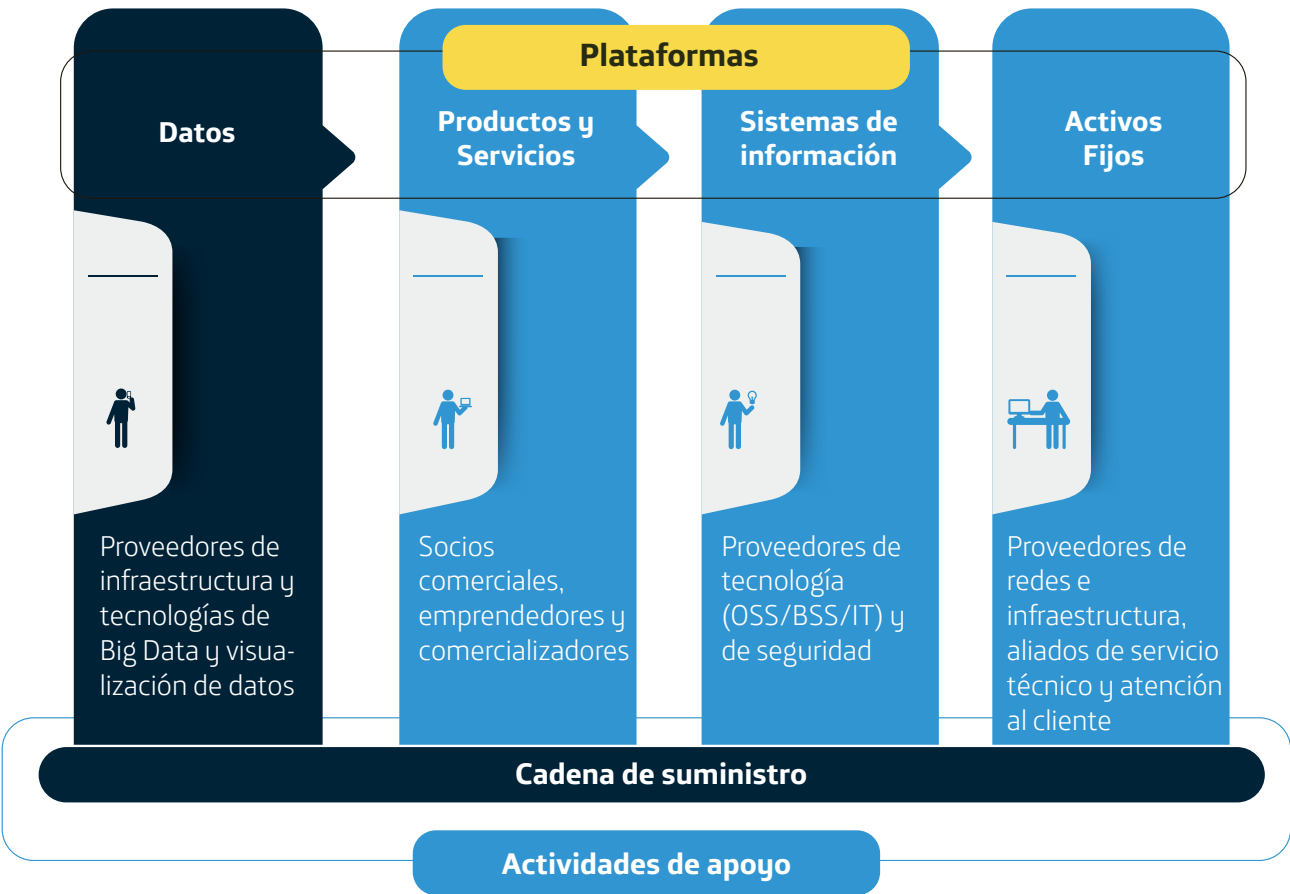 Plataformas
Datos
Productos y
Servicios
Sistemas de
información
Activos
Fijos
Proveedores de
infraestructura y
tecnologías de
Big Data y visua-
lización de datos
Socios
comerciales,
emprendedores y
comercializadores
Proveedores de
tecnología
(OSS/BSS/IT) y
de seguridad
Proveedores de
redes e
infraestructura,
aliados de servicio
técnico y atención
al cliente
Cadena de suministro
Actividades de apoyo